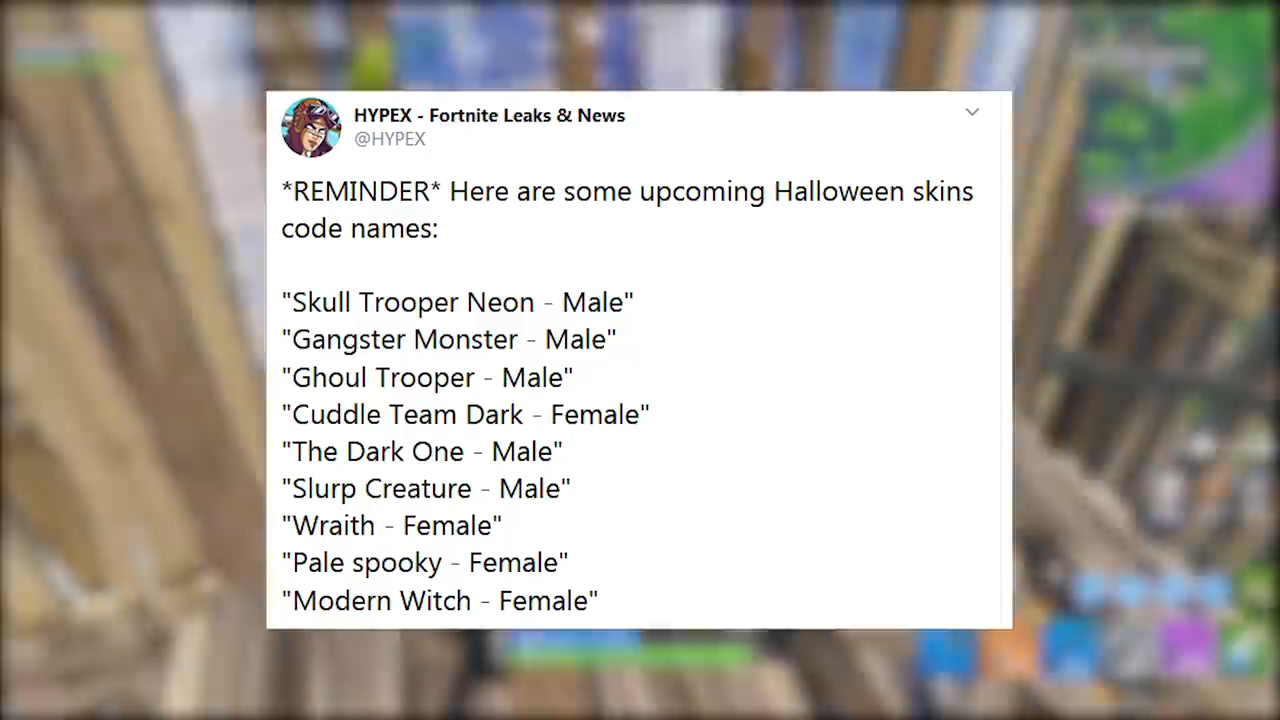 HYPEX - Fortnite Leaks & News
@HYPEX
*REMINDER* Here are some upcoming Halloween skins
code names:
"Skull Trooper Neon - Male"
"Gangster Monster - Male"
"Ghoul Trooper - Male"
"Cuddle Team Dark - Female"
"The Dark One - Male"
"Slurp Creature - Male"
"Wraith - Female"
"Pale spooky - Female"
"Modern Witch - Female"